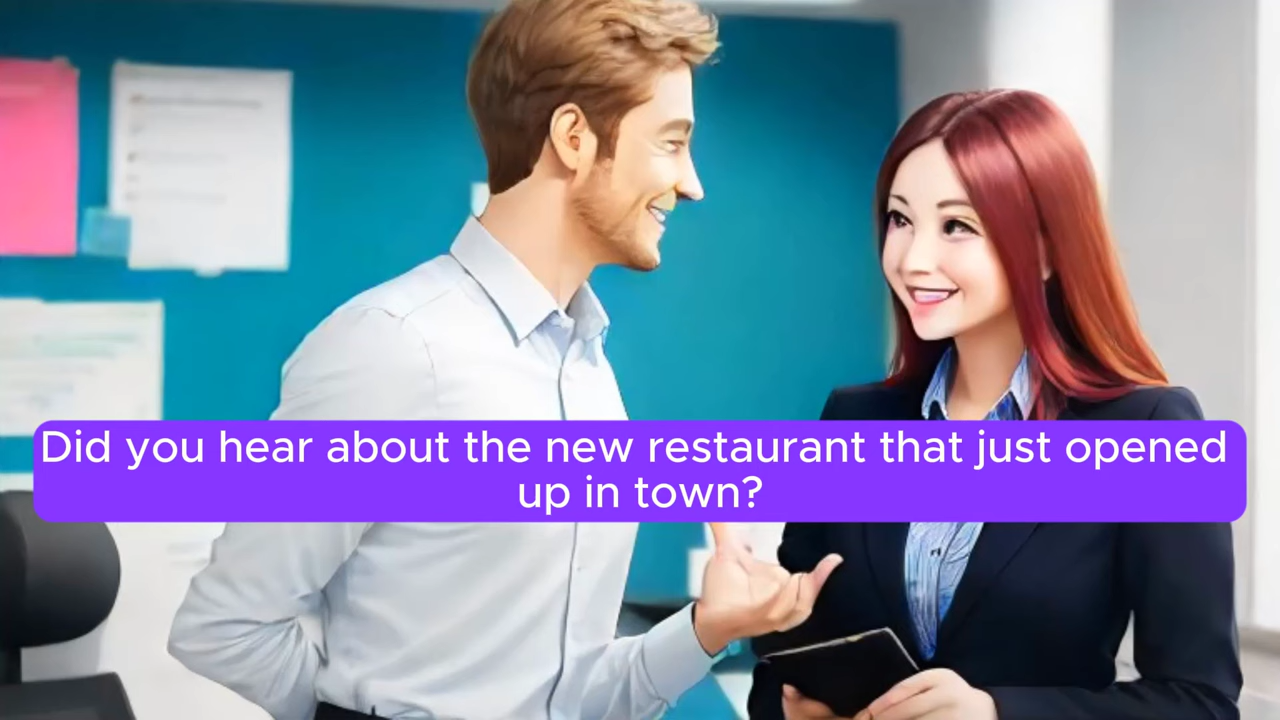 Did you hear about the new restaurant that just opened
up in town?